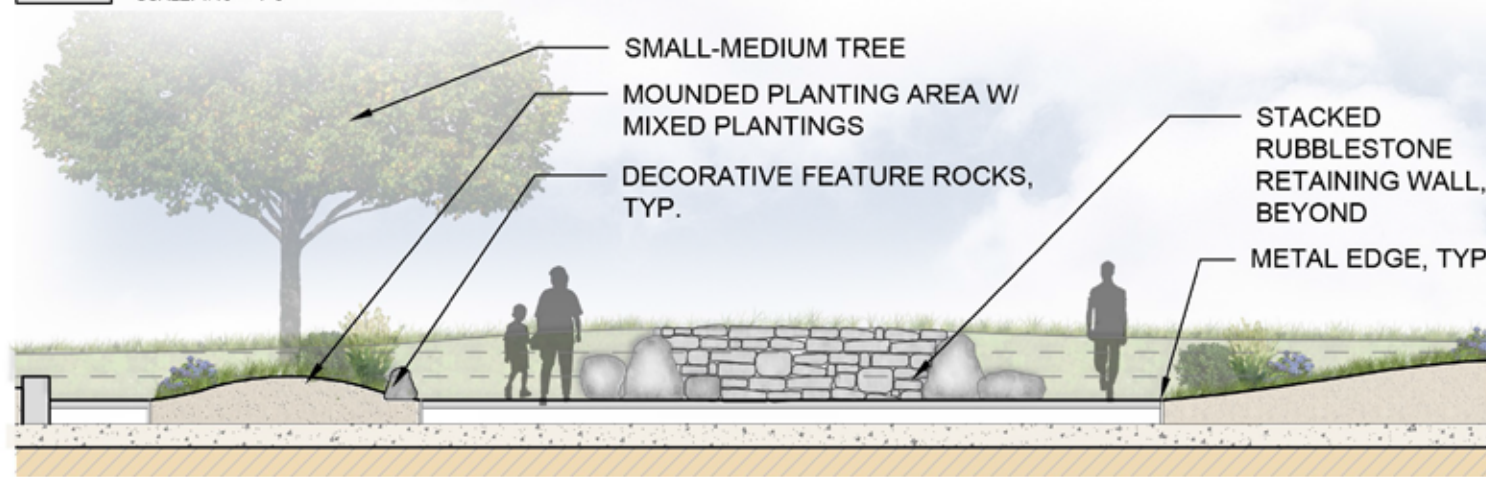 SMALL-MEDIUM TREE
MOUNDED PLANTING AREA W/
MIXED PLANTINGS
DECORATIVE FEATURE ROCKS,
TYP.
STACKED
RUBBLESTONE
RETAINING WALL,
BEYOND
METAL EDGE, TYP